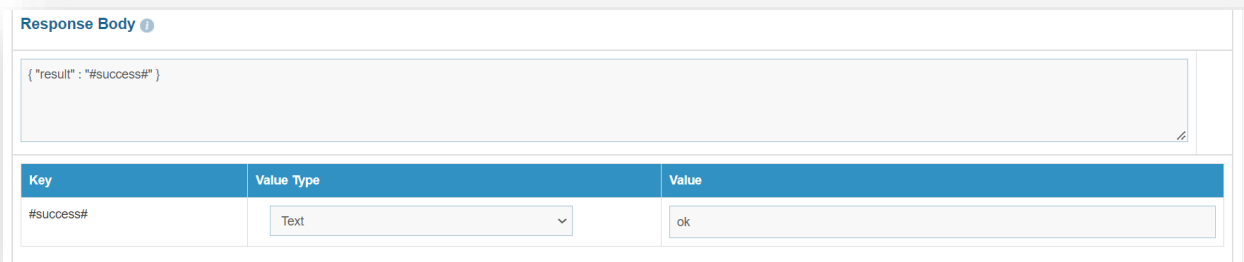 Response Body i
{ "result" : "#success#" }
Key Value Type Value
#success# Text ok